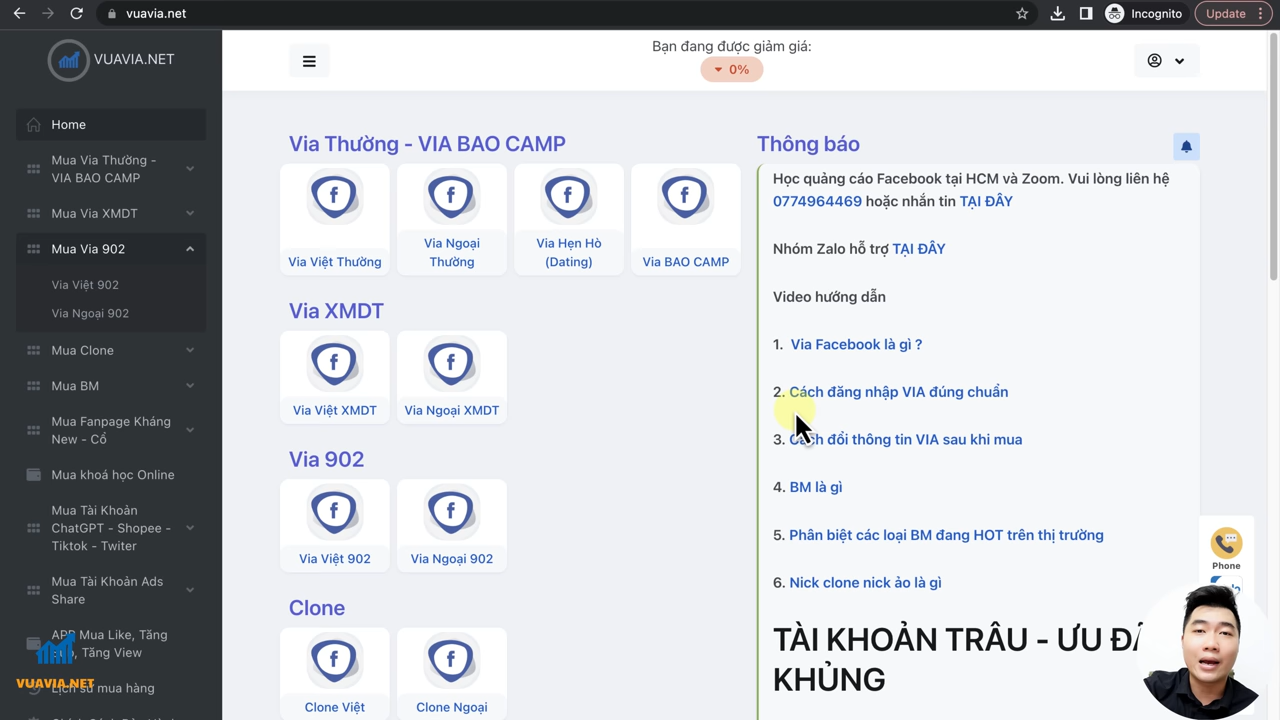 vuavia.net
Incognito
Update
VUAVIA.NET
Home
Mua Via Thường -
VIA BAO CAMP
Mua Via XMDT
Mua Via 902
Via Việt 902
Via Ngoại 902
Mua Clone
Mua BM
Mua Fanpage Kháng
New - Cổ
Mua khoá học Online
Mua Tài Khoản
ChatGPT - Shopee -
Tiktok - Twiter
Mua Tài Khoản Ads
Share
APP Mua Like, Tăng
Tăng View
VUAVIA.NET
Lịch sử mua hàng
Bạn đang được giảm giá:
0%
Via Thường - VIA BAO CAMP
Via Việt Thường
Via Ngoại
Thường
Via Hẹn Hò
(Dating)
Via BAO CAMP
Via XMDT
Via Việt XMDT
Via Ngoại XMDT
Via 902
Via Việt 902
Via Ngoại 902
Clone
Clone Việt
Clone Ngoại
Thông báo
Học quảng cáo Facebook tại HCM và Zoom. Vui lòng liên hệ
0774964469 hoặc nhắn tin TẠI ĐÂY
Nhóm Zalo hỗ trợ TẠI ĐÂY
Video hướng dẫn
1. Via Facebook là gì ?
2. Cách đăng nhập VIA đúng chuẩn
3. Cách đổi thông tin VIA sau khi mua
4. BM là gì
5. Phân biệt các loại BM đang HOT trên thị trường
6. Nick clone nick ảo là gì
TÀI KHOẢN TRÂU - ƯU ĐÃ
KHỦNG
Phone